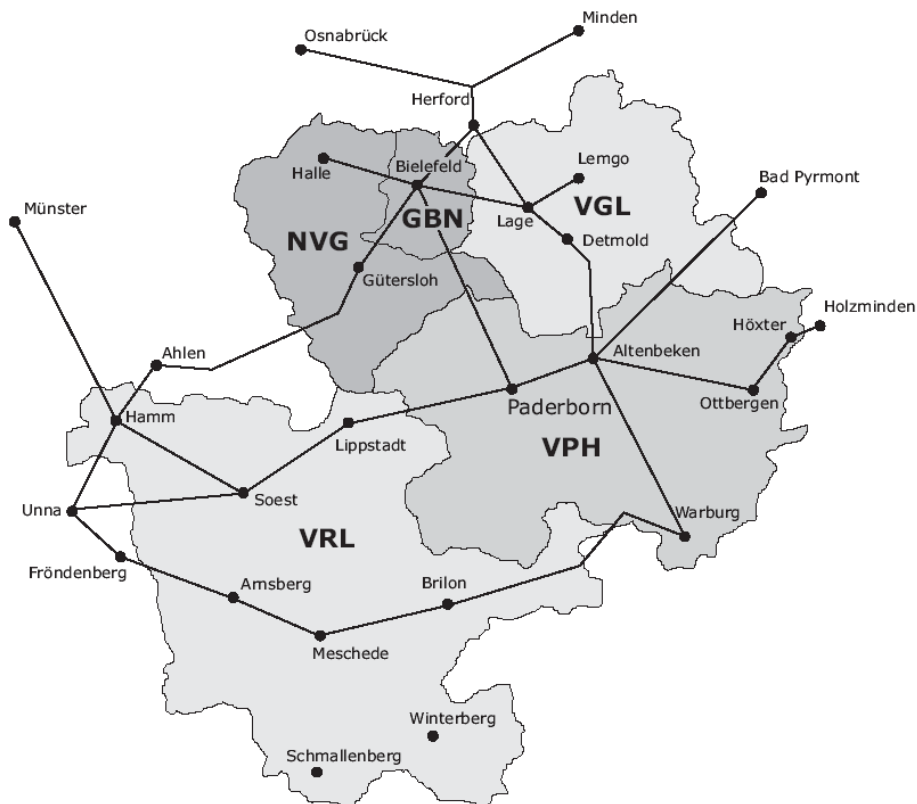 Minden
Osnabrück
Herford
Lemgo
Halle
Bielefeld
Bad Pyrmont
Münster
VGL
GBN
Lage
NVG
Detmold
Gütersloh
Holzminden
Höxter
Ahlen
Altenbeken
Ottbergen
Paderborn
Hamm
Lippstadt
VPH
Soest
Unna
Warburg
VRL
Fröndenberg
Arnsberg
Brilon
Meschede
Winterberg
Schmallenberg